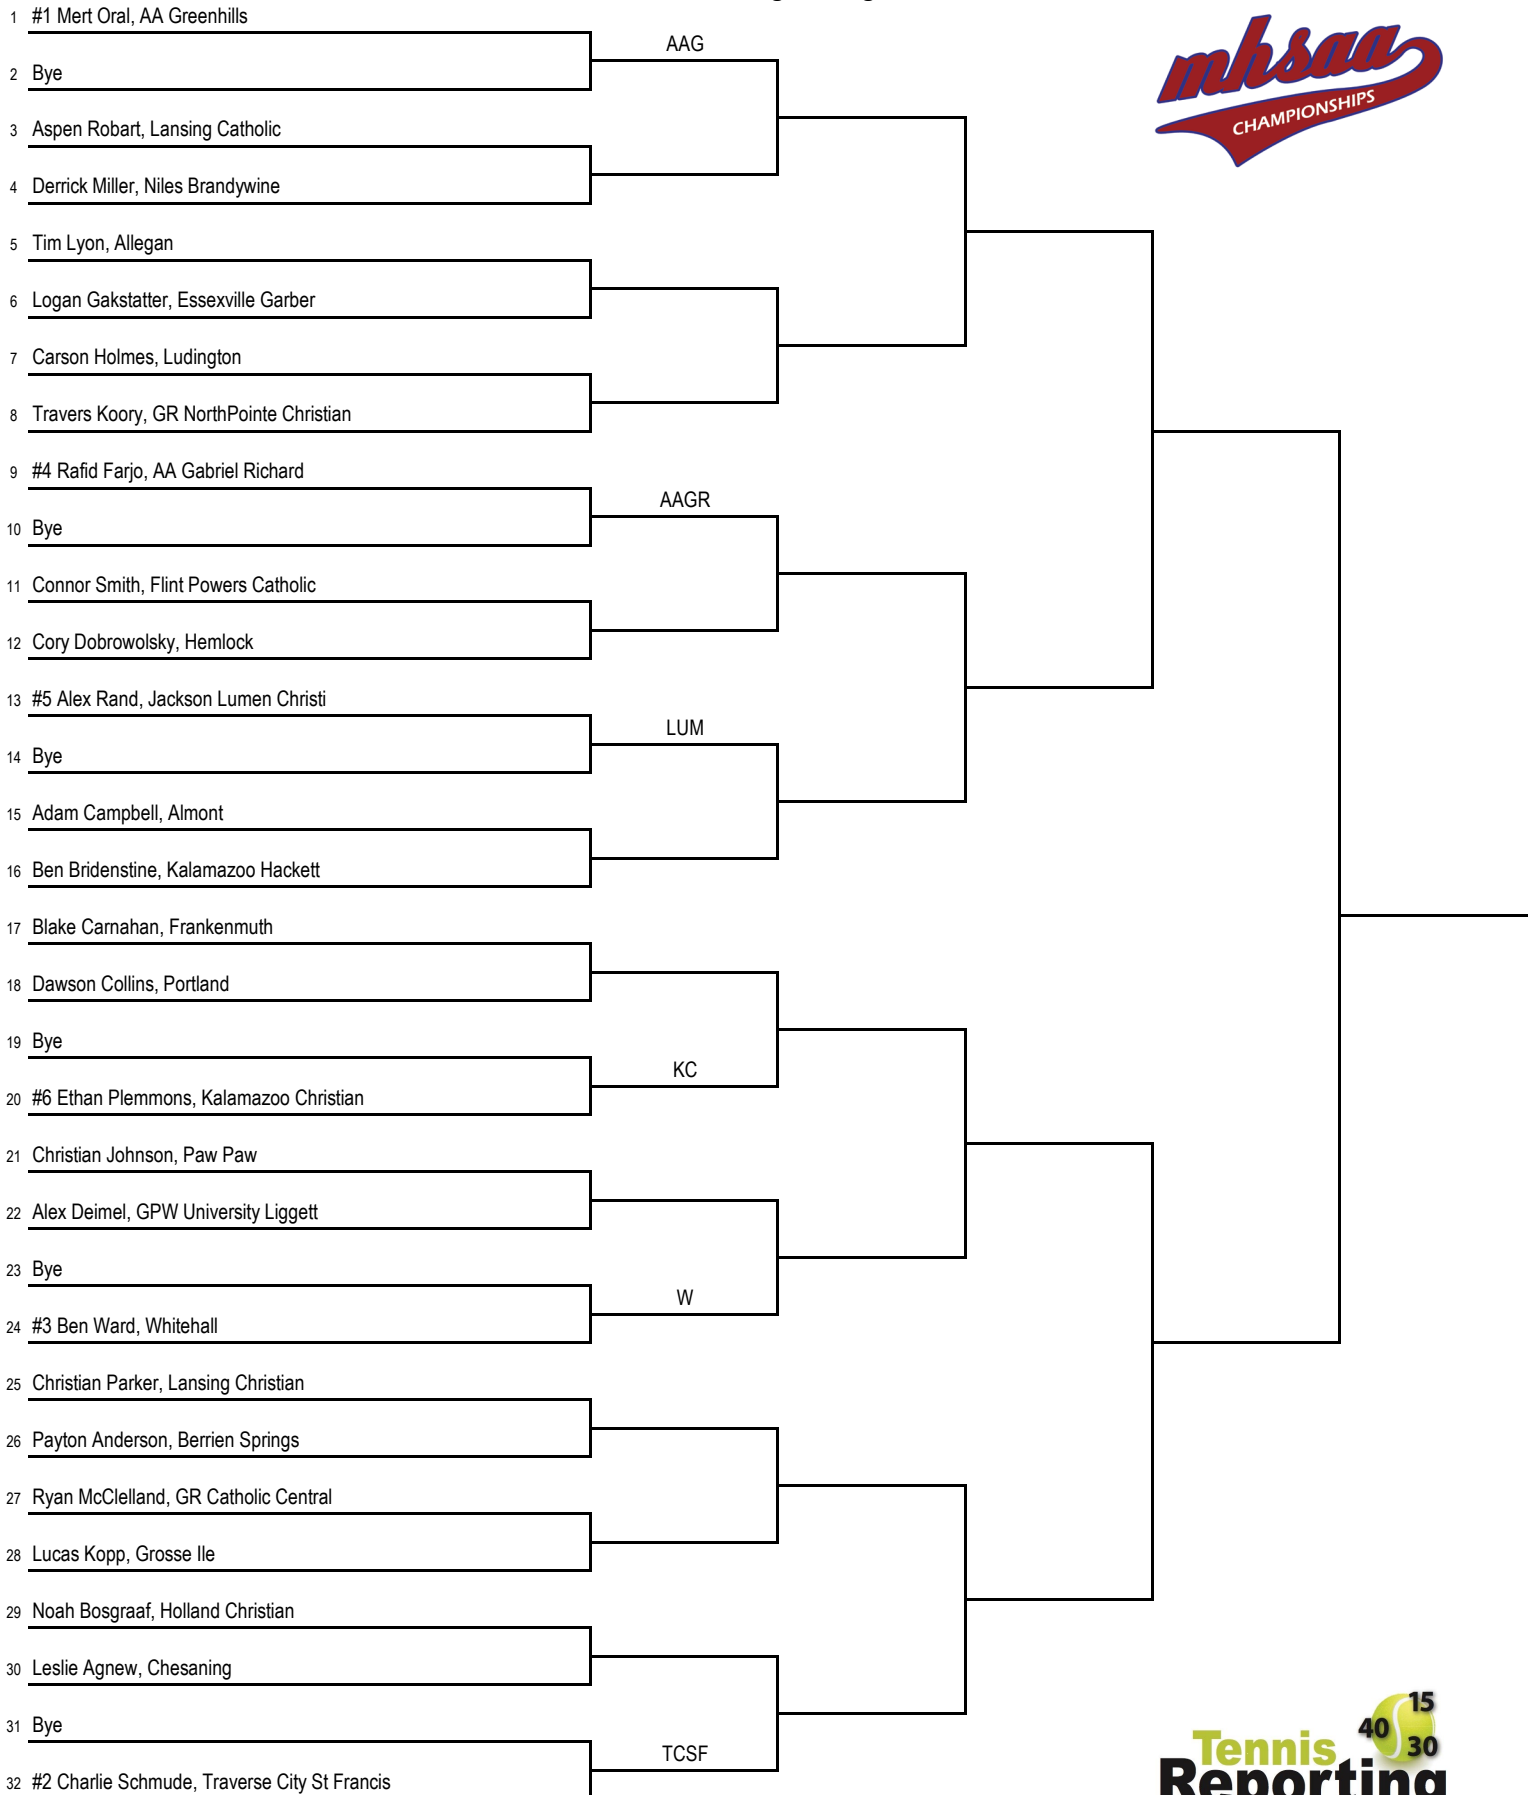 1 #1 Mert Oral, AA Greenhills
AAG
2 Bye
3 Aspen Robart, Lansing Catholic
4 Derrick Miller, Niles Brandywine
5 Tim Lyon, Allegan
6 Logan Gakstatter, Essexville Garber
7 Carson Holmes, Ludington
8 Travers Koory, GR NorthPointe Christian
9 #4 Rafid Farjo, AA Gabriel Richard
AAGR
10 Bye
11 Connor Smith, Flint Powers Catholic
12 Cory Dobrowolsky, Hemlock
13 #5 Alex Rand, Jackson Lumen Christi
LUM
14 Bye
15 Adam Campbell, Almont
16 Ben Bridenstine, Kalamazoo Hackett
17 Blake Carnahan, Frankenmuth
18 Dawson Collins, Portland
19 Bye
KC
20 #6 Ethan Plemmons, Kalamazoo Christian
21 Christian Johnson, Paw Paw
22 Alex Deimel, GPW University Liggett
23 Bye
W
24 #3 Ben Ward, Whitehall
25 Christian Parker, Lansing Christian
26 Payton Anderson, Berrien Springs
27 Ryan McClelland, GR Catholic Central
28 Lucas Kopp, Grosse Ile
29 Noah Bosgraaf, Holland Christian
30 Leslie Agnew, Chesaning
31 Bye
TCSF
32 #2 Charlie Schmude, Traverse City St Francis
mhsaa
CHAMPIONSHIPS
15
40
30
Tennis
Reporting